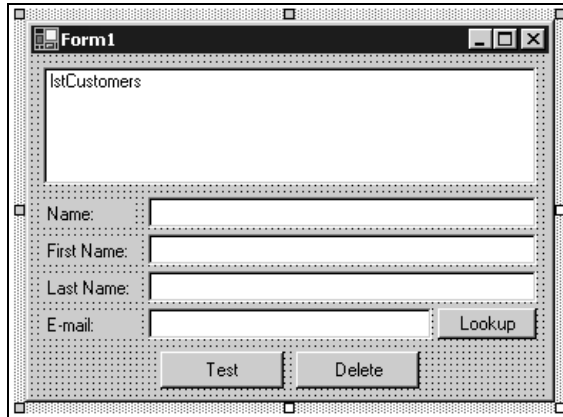 Form1
lstCustomers
Name:
First Name:
Last Name:
E-mail: Lookup
Test Delete